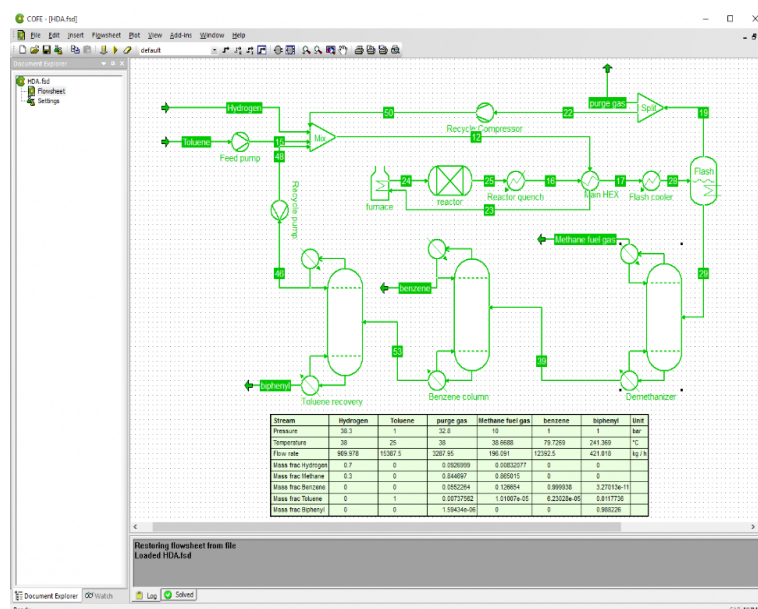 COFE - [HDA.fsd]
File Edit Insert Flowsheet Plot View Add-ins Window Help
default
Document Explorer
HDA.fsd
Flowsheet
Settings
purge gas
Hydrogen
50
22
Split
19
Recycle Compressor
Toluene
15
Mix
12
Feed pump
48
Flash
24
25
16
17
28
furnace
reactor
Reactor quench
Main HEX
Flash cooler
23
Recycle pump
Methane fuel gas
46
benzene
29
53
39
biphenyl
Toluene recovery
Benzene column
Demethanizer
Stream Hydrogen Toluene purge gas Methane fuel gas benzene biphenyl Unit
Pressure 38.3 1 32.8 10 1 1 bar
Temperature 38 25 38 38.6688 79.7269 241.369 °C
Flow rate 909.978 15387.5 3287.95 196.091 12392.5 421.018 kg / h
Mass frac Hydrogen 0.7 0 0.0926899 0.00832077 0 0
Mass frac Methane 0.3 0 0.844697 0.865015 0 0
Mass frac Benzene 0 0 0.0552264 0.126654 0.999938 3.27013e-11
Mass frac Toluene 0 1 0.00737562 1.01007e-05 6.23028e-05 0.0117738
Mass frac Biphenyl 0 0 1.59434e-06 0 0 0.988226
Restoring flowsheet from file
Loaded HDA.fsd
Document Explorer Watch Log Solved